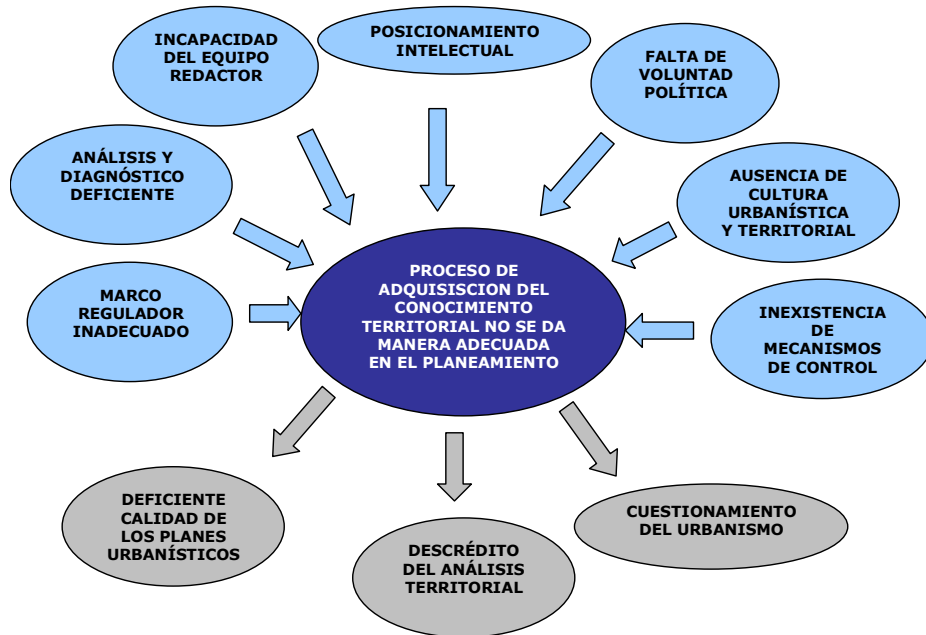 INCAPACIDAD
DEL EQUIPO
REDACTOR
POSICIONAMIENTO
INTELECTUAL
FALTA DE
VOLUNTAD
POLÍTICA
ANÁLISIS Y
DIAGNÓSTICO
DEFICIENTE
AUSENCIA DE
CULTURA
URBANÍSTICA
Y TERRITORIAL
MARCO
REGULADOR
INADECUADO
PROCESO DE
ADQUISISCION DEL
CONOCIMIENTO
TERRITORIAL NO SE DA
MANERA ADECUADA
EN EL PLANEAMIENTO
INEXISTENCIA
DE
MECANISMOS
DE CONTROL
DEFICIENTE
CALIDAD DE
LOS PLANES
URBANÍSTICOS
DESCRÉDITO
DEL ANÁLISIS
TERRITORIAL
CUESTIONAMIENTO
DEL URBANISMO